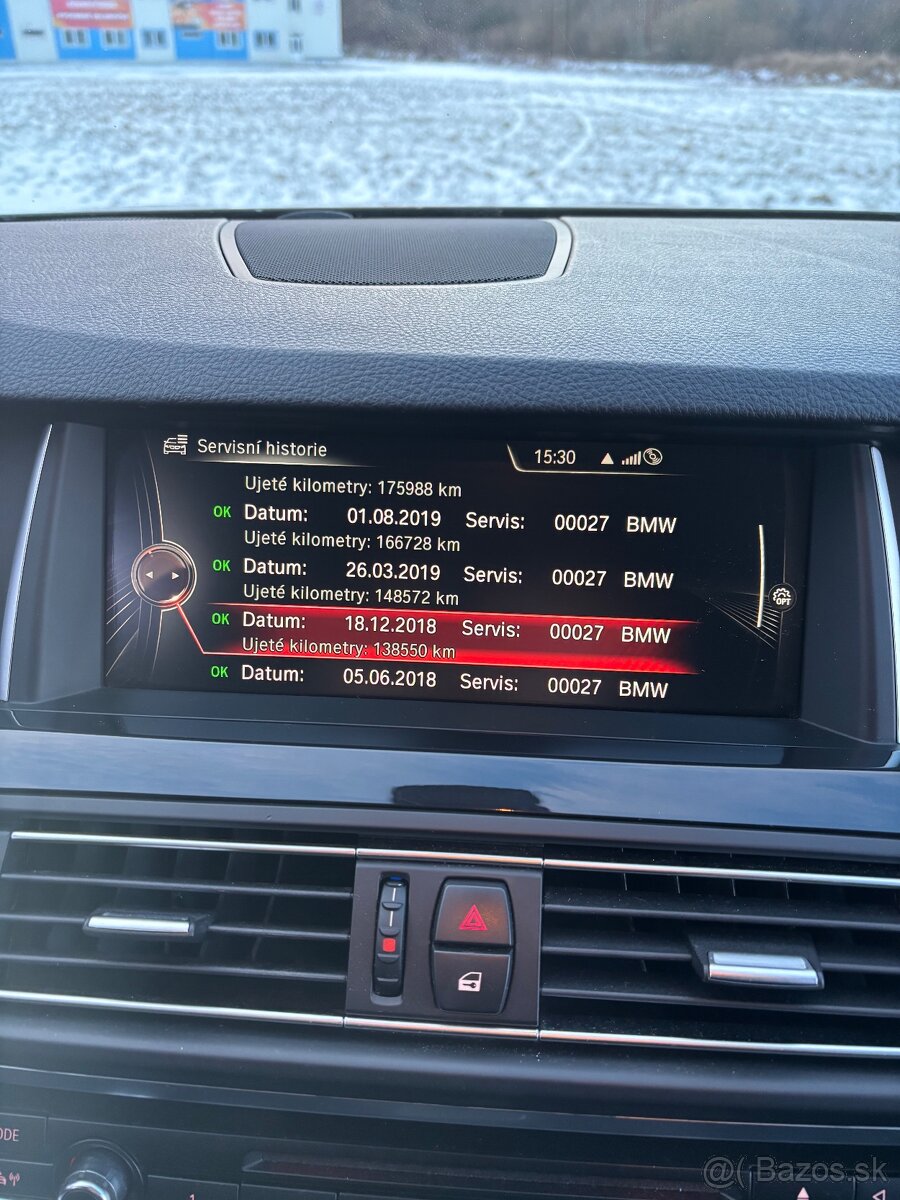 Servisní historie
15:30
Ujeté kilometry: 175988 km
OK Datum: 01.08.2019 Servis: 00027 BMW
Ujeté kilometry: 166728 km
OK Datum: 26.03.2019 Servis: 00027 BMW
Ujeté kilometry: 148572 km
OK Datum: 18.12.2018 Servis: 00027 BMW
Ujeté kilometry: 138550 km
OK Datum: 05.06.2018 Servis: 00027 BMW
OPT
1
@( Bazos.sk